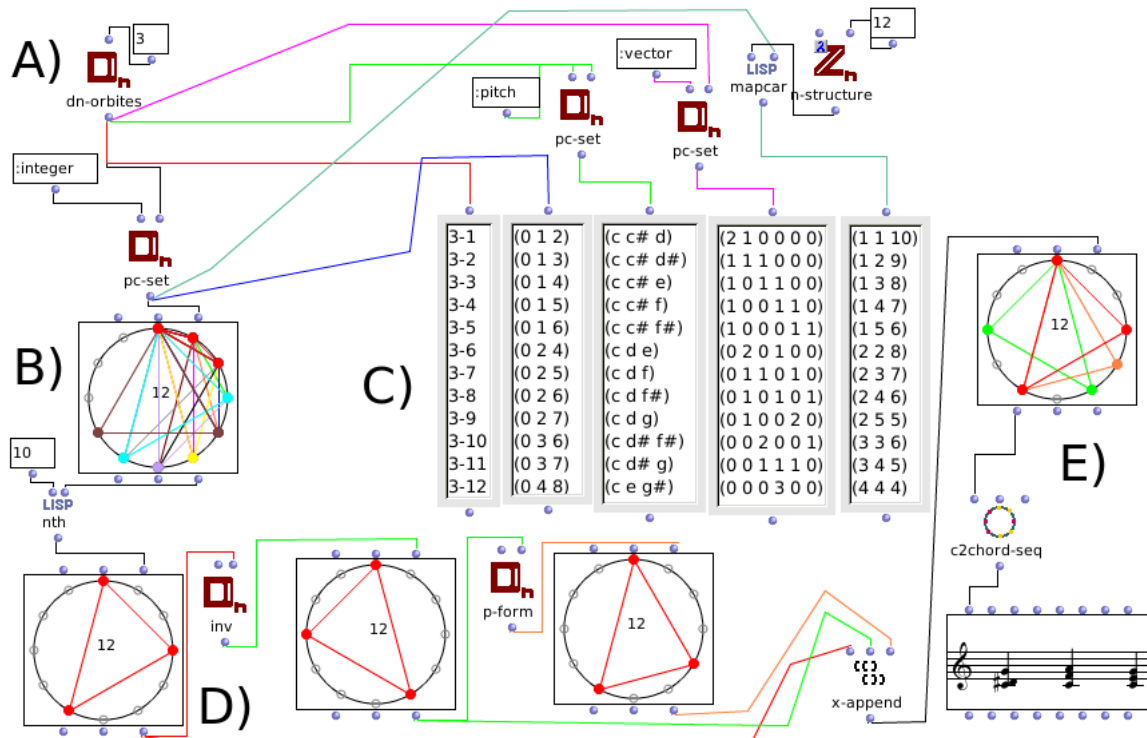 A)
3
dn-orbites
:integer
pc-set
:pitch
pc-set
:vector
pc-set
LISP
mapcar
2
n-structure
12
B)
12
10
LISP
nth
C)
3-1 (0 1 2) (c c# d) (2 1 0 0 0 0) (1 1 10)
3-2 (0 1 3) (c c# d#) (1 1 1 0 0 0) (1 2 9)
3-3 (0 1 4) (c c# e) (1 0 1 1 0 0) (1 3 8)
3-4 (0 1 5) (c c# f) (1 0 0 1 1 0) (1 4 7)
3-5 (0 1 6) (c c# f#) (1 0 0 0 1 1) (1 5 6)
3-6 (0 2 4) (c d e) (0 2 0 1 0 0) (2 2 8)
3-7 (0 2 5) (c d f) (0 1 1 0 1 0) (2 3 7)
3-8 (0 2 6) (c d f#) (0 1 0 1 0 1) (2 4 6)
3-9 (0 2 7) (c d g) (0 1 0 0 2 0) (2 5 5)
3-10 (0 3 6) (c d# f#) (0 0 2 0 0 1) (3 3 6)
3-11 (0 3 7) (c d# g) (0 0 1 1 1 0) (3 4 5)
3-12 (0 4 8) (c e g#) (0 0 0 3 0 0) (4 4 4)
D)
12
n
inv
12
n
p-form
12
x-append
E)
12
c2chord-seq